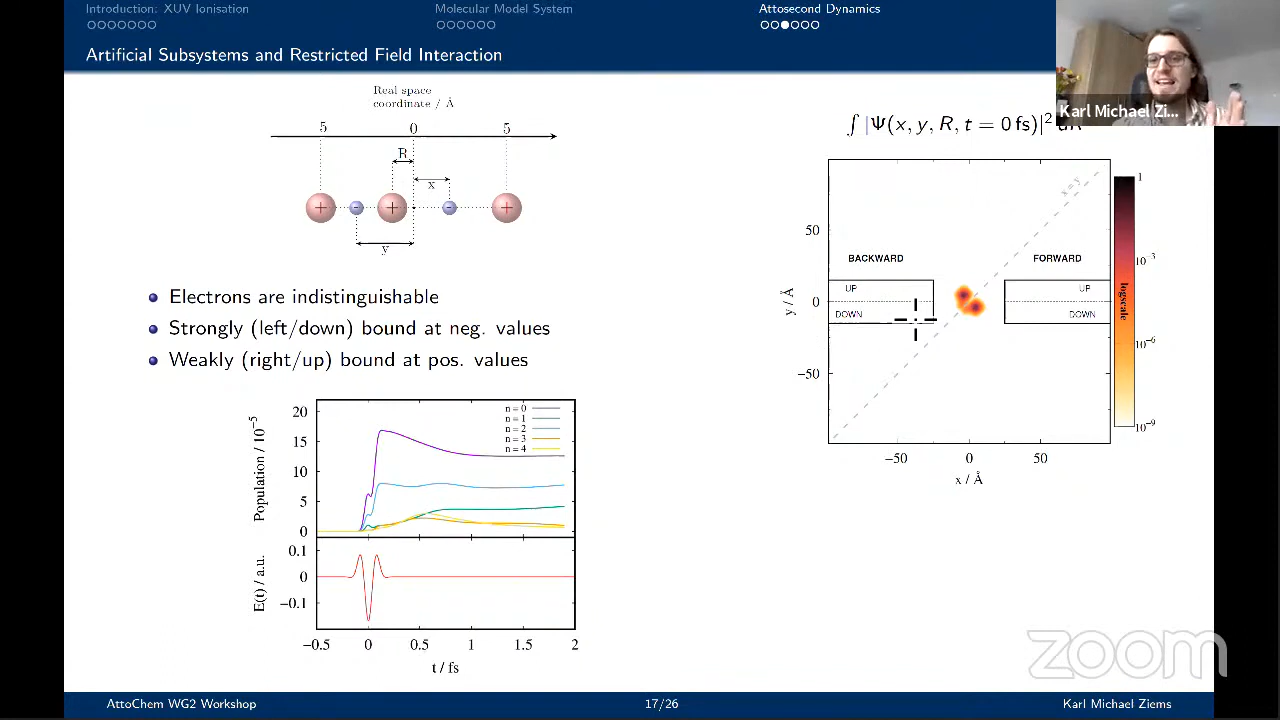 Introduction: XUV Ionisation
Molecular Model System
Attosecond Dynamics
Artificial Subsystems and Restricted Field Interaction
Karl Michael Zi...
Real space
coordinate / Å
5 0 5
R
x
+ - + - +
y
Electrons are indistinguishable
Strongly (left/down) bound at neg. values
Weakly (right/up) bound at pos. values
20
15
10
5
0
Population / 10⁻⁵
n = 0
n = 1
n = 2
n = 3
n = 4
0.1
0
−0.1
E(t) / a.u.
−0.5 0 0.5 1 1.5 2
t / fs
∫ |Ψ(x, y, R, t = 0 fs)|² dR
x = y
BACKWARD
FORWARD
UP
DOWN
UP
DOWN
50
0
−50
y / Å
−50 0 50
x / Å
1
10⁻³
10⁻⁶
10⁻⁹
logscale
zoom
AttoChem WG2 Workshop
17/26
Karl Michael Ziems